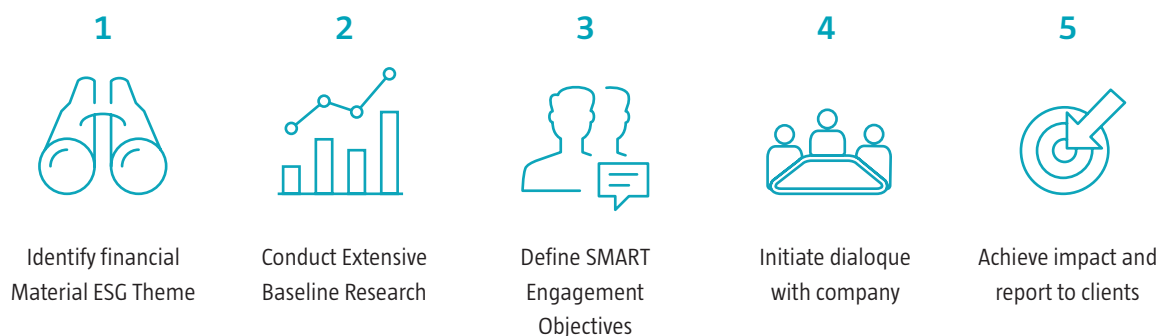 1
2
3
4
5
Identify financial
Material ESG Theme
Conduct Extensive
Baseline Research
Define SMART
Engagement
Objectives
Initiate dialoque
with company
Achieve impact and
report to clients